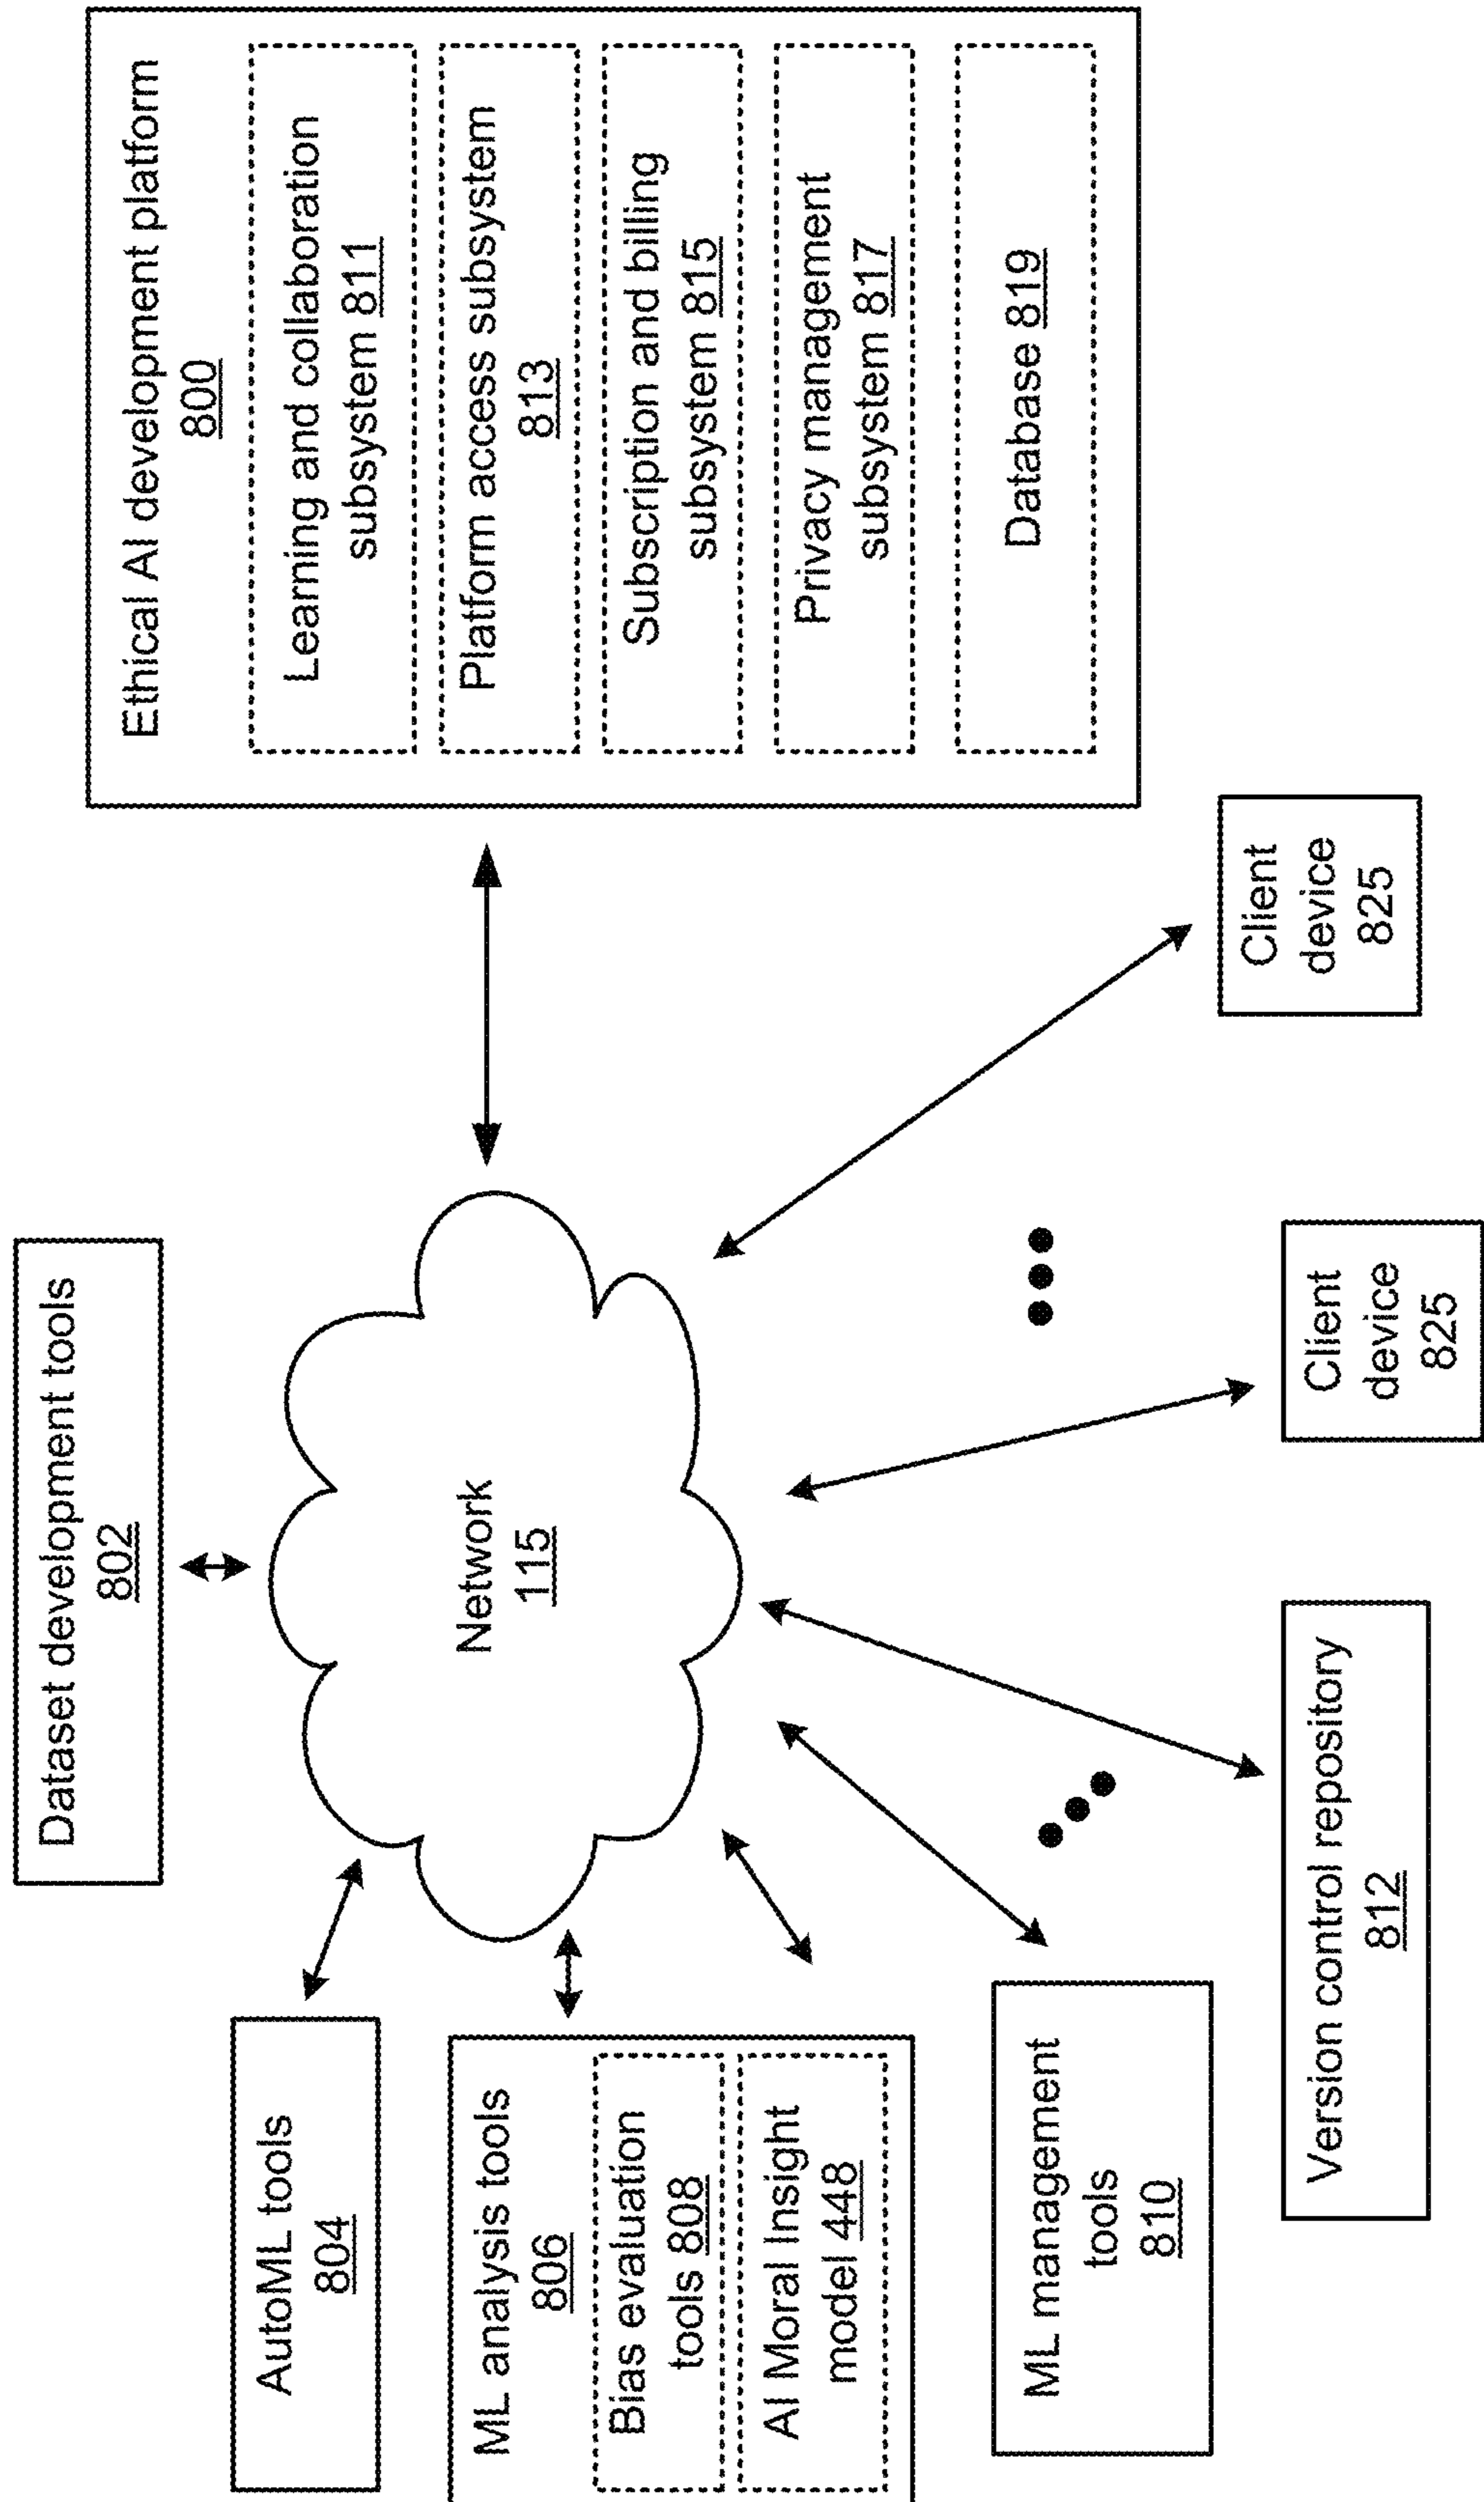 Dataset development tools
802
AutoML tools
804
ML analysis tools
806
Bias evaluation
tools 808
AI Moral Insight
model 448
ML management
tools
810
Version control repository
812
Network
115
Client
device
825
Client
device
825
Ethical AI development platform
800
Learning and collaboration
subsystem 811
Platform access subsystem
813
Subscription and billing
subsystem 815
Privacy management
subsystem 817
Database 819